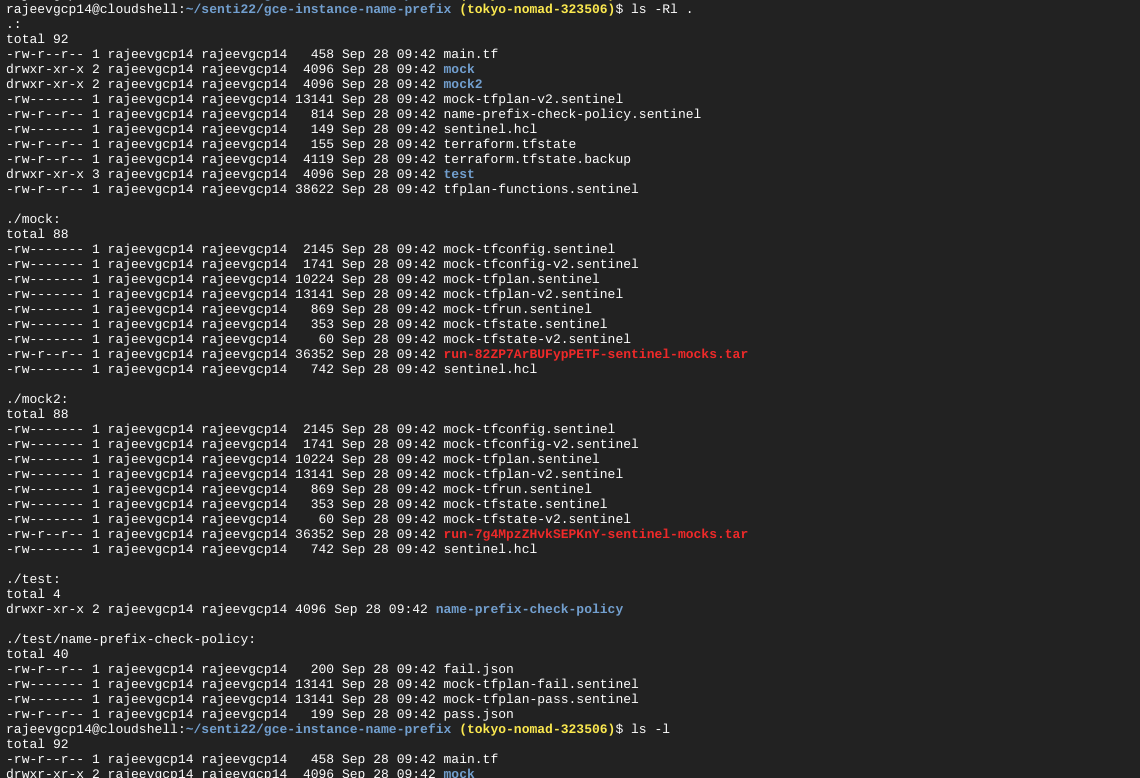 rajeevgcp14@cloudshell:~/senti22/gce-instance-name-prefix (tokyo-nomad-323506)$ ls -Rl .
.:
total 92
-rw-r--r-- 1 rajeevgcp14 rajeevgcp14   458 Sep 28 09:42 main.tf
drwxr-xr-x 2 rajeevgcp14 rajeevgcp14  4096 Sep 28 09:42 mock
drwxr-xr-x 2 rajeevgcp14 rajeevgcp14  4096 Sep 28 09:42 mock2
-rw------- 1 rajeevgcp14 rajeevgcp14 13141 Sep 28 09:42 mock-tfplan-v2.sentinel
-rw-r--r-- 1 rajeevgcp14 rajeevgcp14   814 Sep 28 09:42 name-prefix-check-policy.sentinel
-rw------- 1 rajeevgcp14 rajeevgcp14   149 Sep 28 09:42 sentinel.hcl
-rw-r--r-- 1 rajeevgcp14 rajeevgcp14   155 Sep 28 09:42 terraform.tfstate
-rw-r--r-- 1 rajeevgcp14 rajeevgcp14  4119 Sep 28 09:42 terraform.tfstate.backup
drwxr-xr-x 3 rajeevgcp14 rajeevgcp14  4096 Sep 28 09:42 test
-rw-r--r-- 1 rajeevgcp14 rajeevgcp14 38622 Sep 28 09:42 tfplan-functions.sentinel

./mock:
total 88
-rw------- 1 rajeevgcp14 rajeevgcp14  2145 Sep 28 09:42 mock-tfconfig.sentinel
-rw------- 1 rajeevgcp14 rajeevgcp14  1741 Sep 28 09:42 mock-tfconfig-v2.sentinel
-rw------- 1 rajeevgcp14 rajeevgcp14 10224 Sep 28 09:42 mock-tfplan.sentinel
-rw------- 1 rajeevgcp14 rajeevgcp14 13141 Sep 28 09:42 mock-tfplan-v2.sentinel
-rw------- 1 rajeevgcp14 rajeevgcp14   869 Sep 28 09:42 mock-tfrun.sentinel
-rw------- 1 rajeevgcp14 rajeevgcp14   353 Sep 28 09:42 mock-tfstate.sentinel
-rw------- 1 rajeevgcp14 rajeevgcp14    60 Sep 28 09:42 mock-tfstate-v2.sentinel
-rw-r--r-- 1 rajeevgcp14 rajeevgcp14 36352 Sep 28 09:42 run-82ZP7ArBUFypPETF-sentinel-mocks.tar
-rw------- 1 rajeevgcp14 rajeevgcp14   742 Sep 28 09:42 sentinel.hcl

./mock2:
total 88
-rw------- 1 rajeevgcp14 rajeevgcp14  2145 Sep 28 09:42 mock-tfconfig.sentinel
-rw------- 1 rajeevgcp14 rajeevgcp14  1741 Sep 28 09:42 mock-tfconfig-v2.sentinel
-rw------- 1 rajeevgcp14 rajeevgcp14 10224 Sep 28 09:42 mock-tfplan.sentinel
-rw------- 1 rajeevgcp14 rajeevgcp14 13141 Sep 28 09:42 mock-tfplan-v2.sentinel
-rw------- 1 rajeevgcp14 rajeevgcp14   869 Sep 28 09:42 mock-tfrun.sentinel
-rw------- 1 rajeevgcp14 rajeevgcp14   353 Sep 28 09:42 mock-tfstate.sentinel
-rw------- 1 rajeevgcp14 rajeevgcp14    60 Sep 28 09:42 mock-tfstate-v2.sentinel
-rw-r--r-- 1 rajeevgcp14 rajeevgcp14 36352 Sep 28 09:42 run-7g4MpzZHvkSEPKnY-sentinel-mocks.tar
-rw------- 1 rajeevgcp14 rajeevgcp14   742 Sep 28 09:42 sentinel.hcl

./test:
total 4
drwxr-xr-x 2 rajeevgcp14 rajeevgcp14 4096 Sep 28 09:42 name-prefix-check-policy

./test/name-prefix-check-policy:
total 40
-rw-r--r-- 1 rajeevgcp14 rajeevgcp14   200 Sep 28 09:42 fail.json
-rw------- 1 rajeevgcp14 rajeevgcp14 13141 Sep 28 09:42 mock-tfplan-fail.sentinel
-rw------- 1 rajeevgcp14 rajeevgcp14 13141 Sep 28 09:42 mock-tfplan-pass.sentinel
-rw-r--r-- 1 rajeevgcp14 rajeevgcp14   199 Sep 28 09:42 pass.json
rajeevgcp14@cloudshell:~/senti22/gce-instance-name-prefix (tokyo-nomad-323506)$ ls -l
total 92
-rw-r--r-- 1 rajeevgcp14 rajeevgcp14   458 Sep 28 09:42 main.tf
drwxr-xr-x 2 rajeevgcp14 rajeevgcp14  4096 Sep 28 09:42 mock